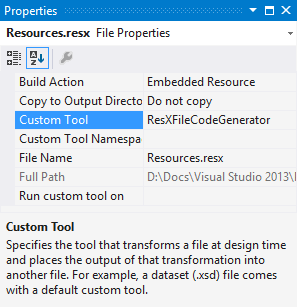 Properties
Resources.resx File Properties
Build Action Embedded Resource
Copy to Output Directo Do not copy
Custom Tool ResXFileCodeGenerator
Custom Tool Namespa
File Name Resources.resx
Full Path D:\Docs\Visual Studio 2013\
Run custom tool on
Custom Tool
Specifies the tool that transforms a file at design time
and places the output of that transformation into
another file. For example, a dataset (.xsd) file comes
with a default custom tool.